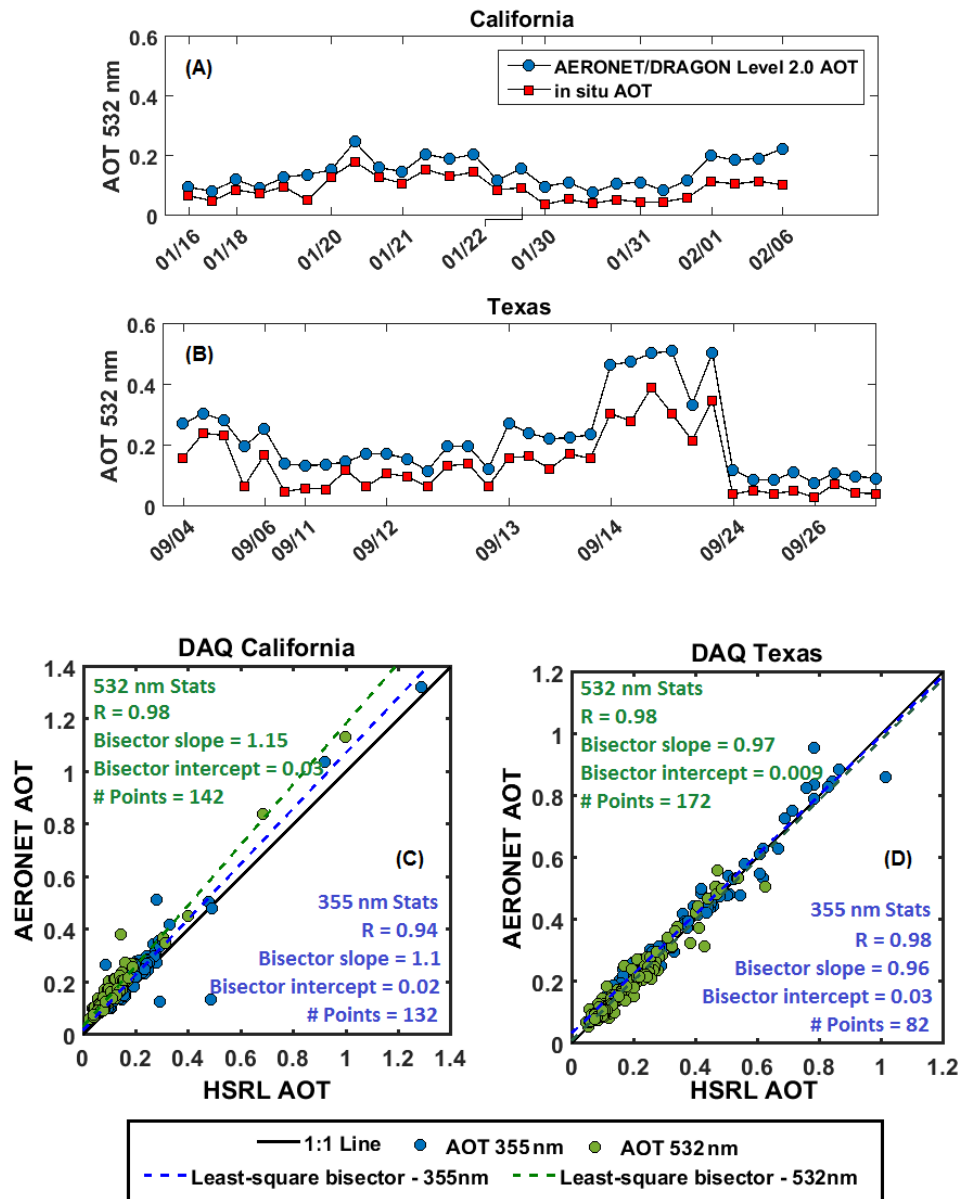 California
(A)
AERONET/DRAGON Level 2.0 AOT
in situ AOT
AOT 532 nm
0.6
0.4
0.2
0
01/16
01/18
01/20
01/21
01/22
01/30
01/31
02/01
02/06
Texas
(B)
AOT 532 nm
0.6
0.4
0.2
0
09/04
09/06
09/11
09/12
09/13
09/14
09/24
09/26
DAQ California
532 nm Stats
R = 0.98
Bisector slope = 1.15
Bisector intercept = 0.03
# Points = 142
(C)
355 nm Stats
R = 0.94
Bisector slope = 1.1
Bisector intercept = 0.02
# Points = 132
AERONET AOT
1.4
1.2
1
0.8
0.6
0.4
0.2
0
0 0.2 0.4 0.6 0.8 1 1.2 1.4
HSRL AOT
DAQ Texas
532 nm Stats
R = 0.98
Bisector slope = 0.97
Bisector intercept = 0.009
# Points = 172
(D)
355 nm Stats
R = 0.98
Bisector slope = 0.96
Bisector intercept = 0.03
# Points = 82
AERONET AOT
1.2
1
0.8
0.6
0.4
0.2
0
0 0.2 0.4 0.6 0.8 1 1.2
HSRL AOT
1:1 Line AOT 355nm AOT 532nm
Least-square bisector - 355nm Least-square bisector - 532nm